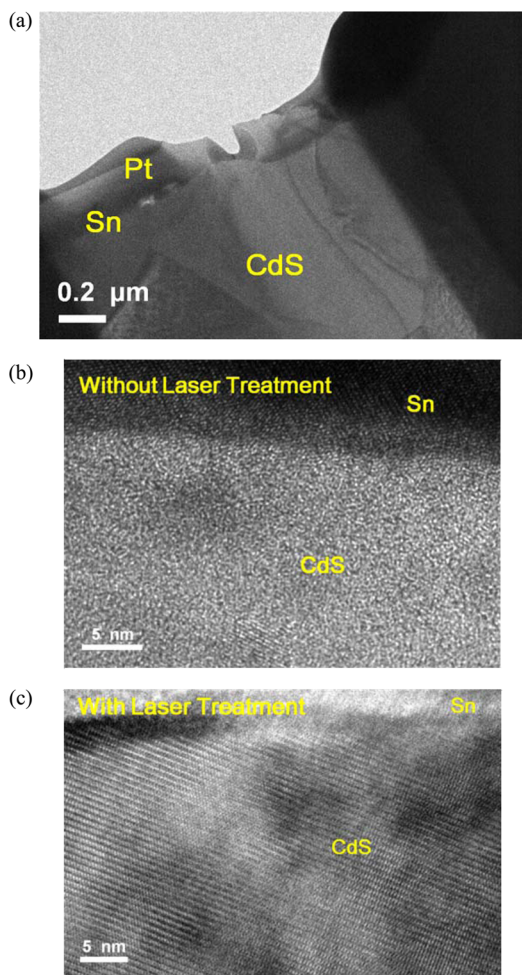 (a)
Pt
Sn
CdS
0.2 μm
(b)
Without Laser Treatment
Sn
CdS
5 nm
(c)
With Laser Treatment
Sn
CdS
5 nm